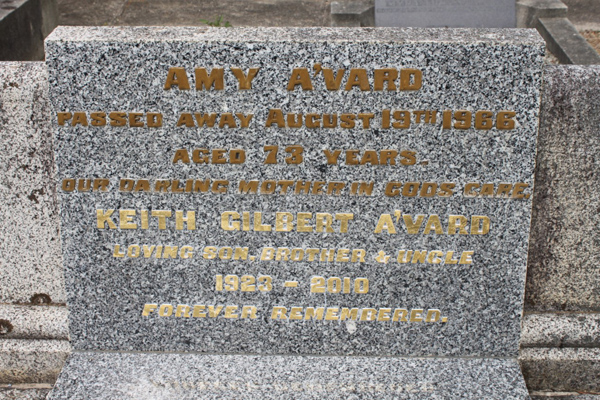 AMY A'VARD
PASSED AWAY AUGUST 19TH 1966
AGED 73 YEARS.
OUR DARLING MOTHER IN GODS CARE.
KEITH GILBERT A'VARD
LOVING SON, BROTHER & UNCLE
1923 - 2010
FOREVER REMEMBERED.